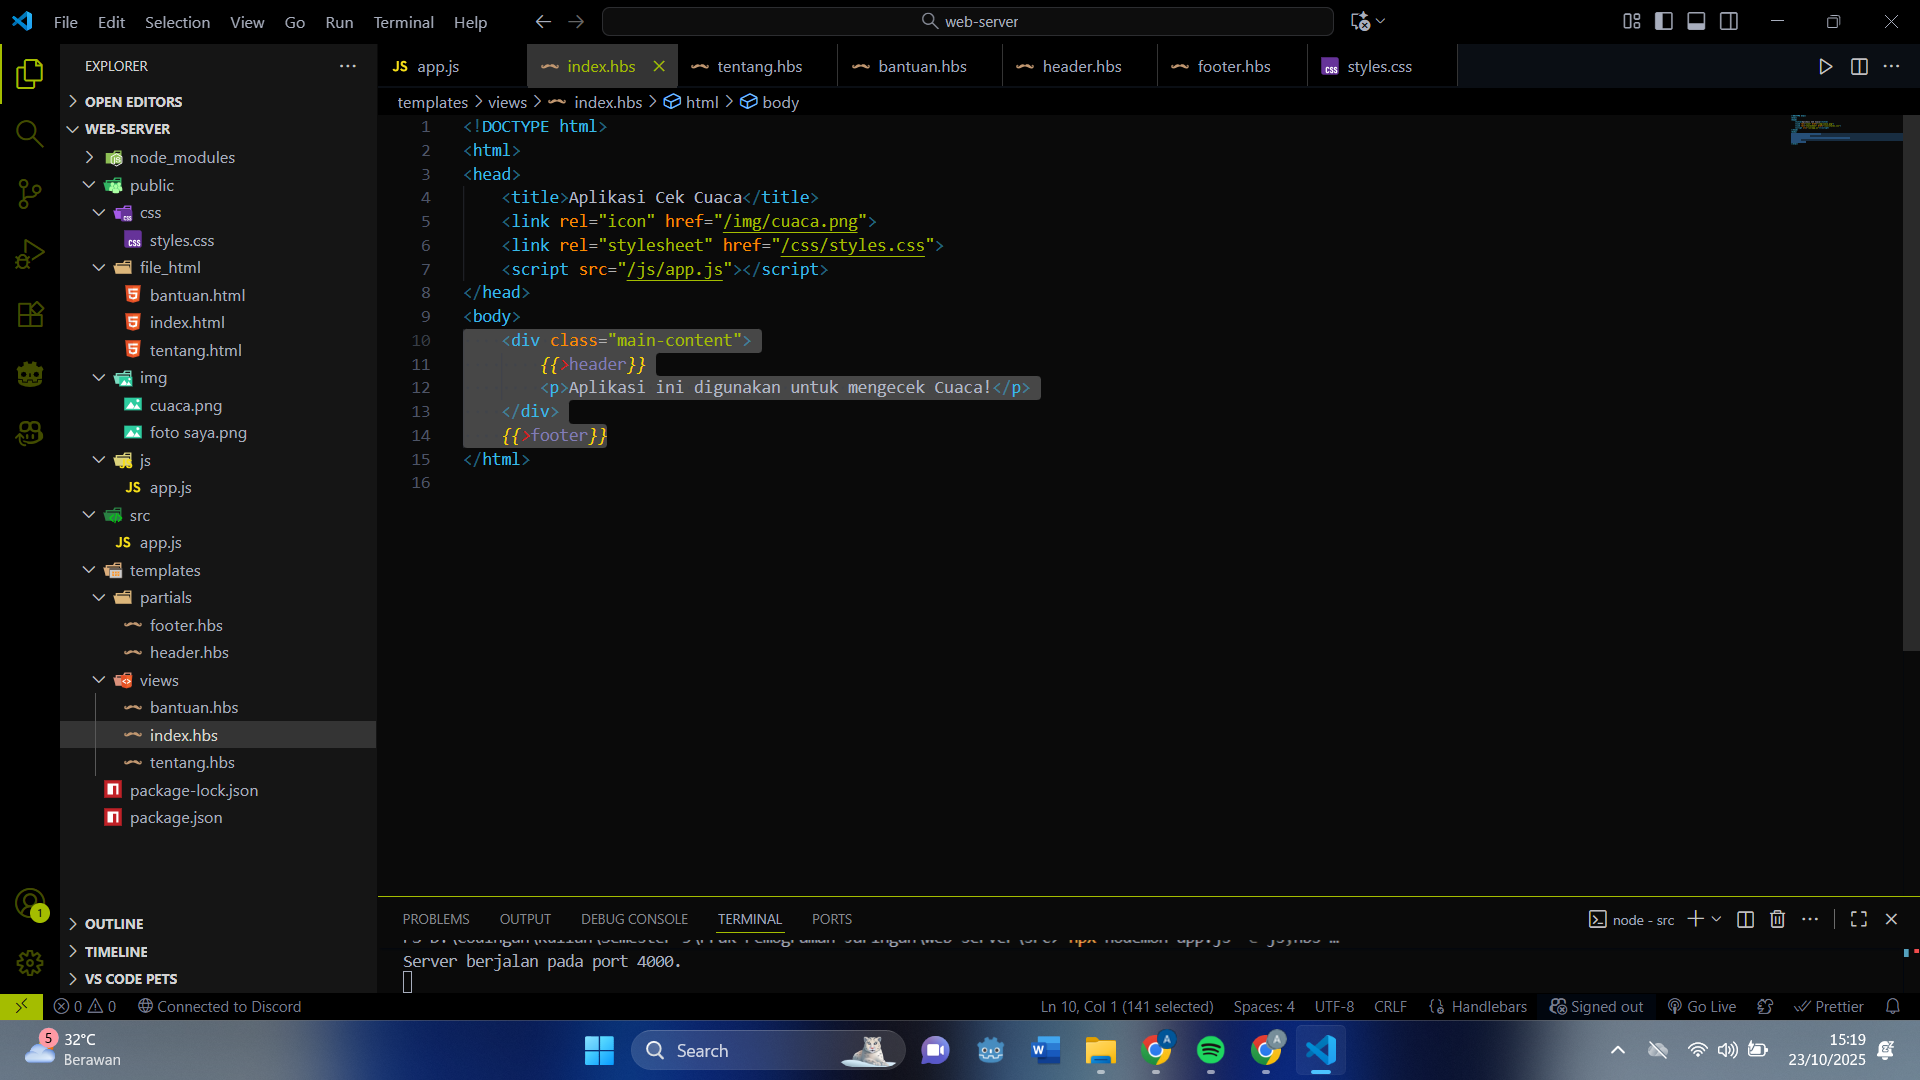 File Edit Selection View Go Run Terminal Help
web-server
EXPLORER
OPEN EDITORS
WEB-SERVER
node_modules
public
css
styles.css
file_html
bantuan.html
index.html
tentang.html
img
cuaca.png
foto saya.png
js
app.js
src
app.js
templates
partials
footer.hbs
header.hbs
views
bantuan.hbs
index.hbs
tentang.hbs
package-lock.json
package.json
OUTLINE
TIMELINE
VS CODE PETS
JS app.js index.hbs tentang.hbs bantuan.hbs header.hbs footer.hbs styles.css
templates > views > index.hbs > html > body
1 <!DOCTYPE html>
2 <html>
3 <head>
4 <title>Aplikasi Cek Cuaca</title>
5 <link rel="icon" href="/img/cuaca.png">
6 <link rel="stylesheet" href="/css/styles.css">
7 <script src="/js/app.js"></script>
8 </head>
9 <body>
10 <div class="main-content">
11 {{>header}}
12 <p>Aplikasi ini digunakan untuk mengecek Cuaca!</p>
13 </div>
14 {{>footer}}
15 </html>
16
PROBLEMS OUTPUT DEBUG CONSOLE TERMINAL PORTS
node - src
Server berjalan pada port 4000.
1
0 0 Connected to Discord
Ln 10, Col 1 (141 selected) Spaces: 4 UTF-8 CRLF Handlebars Signed out Go Live Prettier
5
32°C
Berawan
Search
15:19
23/10/2025